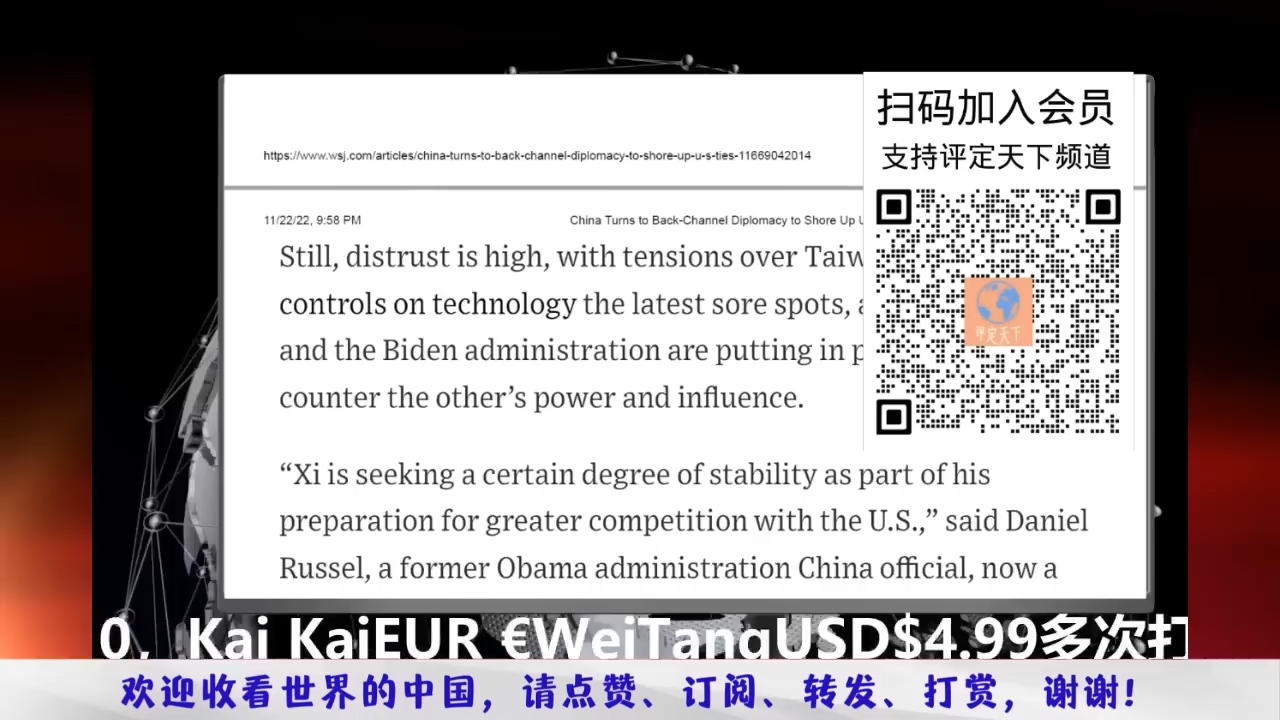 扫码加入会员
支持评定天下频道
https://www.wsj.com/articles/china-turns-to-back-channel-diplomacy-to-shore-up-u-s-ties-11669042014
11/22/22, 9:58 PM
China Turns to Back-Channel Diplomacy to Shore Up
Still, distrust is high, with tensions over Taiw
controls on technology the latest sore spots,
and the Biden administration are putting in p
counter the other’s power and influence.
评定天下
“Xi is seeking a certain degree of stability as part of his
preparation for greater competition with the U.S.,” said Daniel
Russel, a former Obama administration China official, now a
0，Kai KaiEUR €WeiTangUSD$4.99多次打
欢迎收看世界的中国，请点赞、订阅、转发、打赏，谢谢！